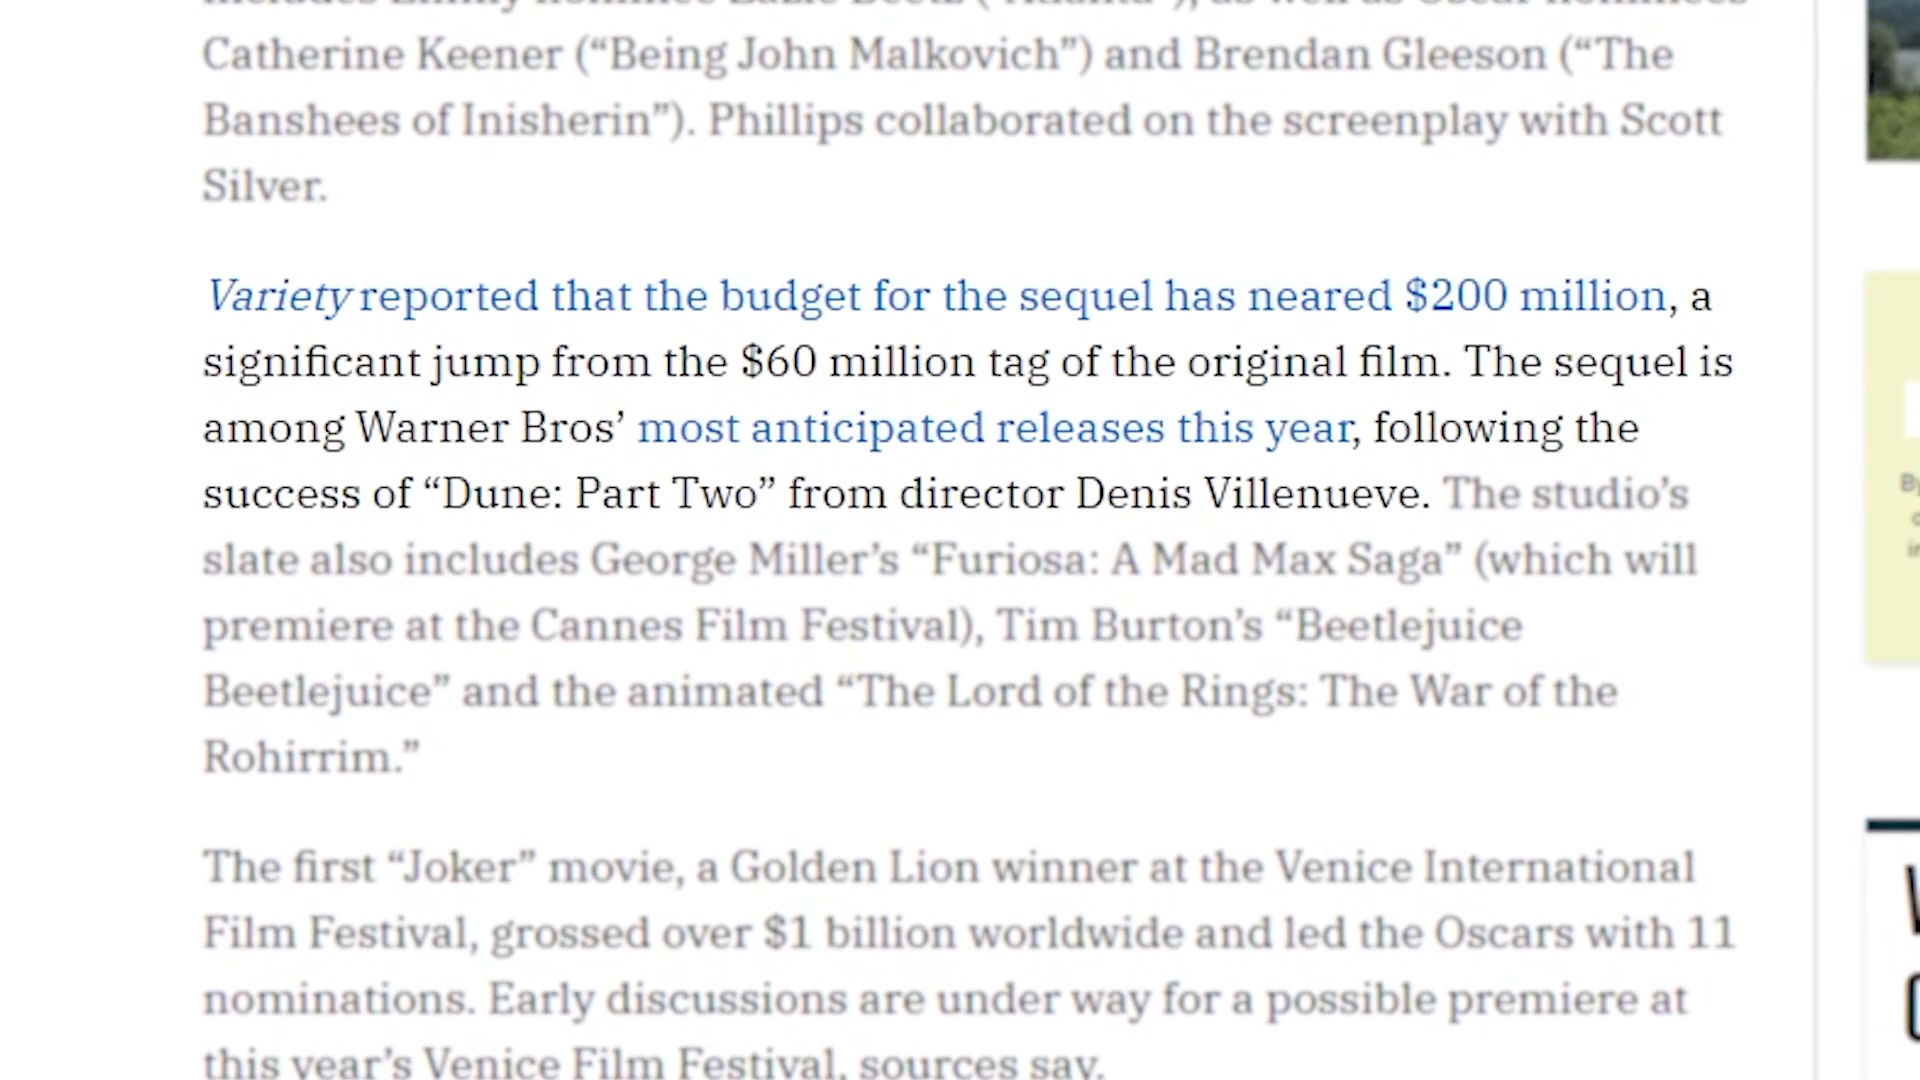 Catherine Keener (“Being John Malkovich”) and Brendan Gleeson (“The
Banshees of Inisherin”). Phillips collaborated on the screenplay with Scott
Silver.
Variety reported that the budget for the sequel has neared $200 million, a
significant jump from the $60 million tag of the original film. The sequel is
among Warner Bros’ most anticipated releases this year, following the
success of “Dune: Part Two” from director Denis Villenueve. The studio’s
slate also includes George Miller’s “Furiosa: A Mad Max Saga” (which will
premiere at the Cannes Film Festival), Tim Burton’s “Beetlejuice
Beetlejuice” and the animated “The Lord of the Rings: The War of the
Rohirrim.”
The first “Joker” movie, a Golden Lion winner at the Venice International
Film Festival, grossed over $1 billion worldwide and led the Oscars with 11
nominations. Early discussions are under way for a possible premiere at
this year’s Venice Film Festival, sources say.